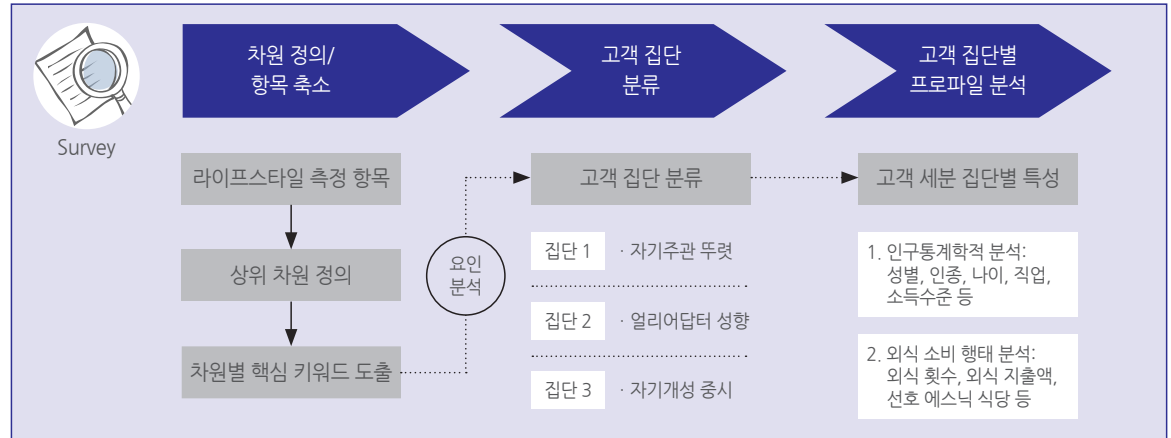 차원 정의/
항목 축소
고객 집단
분류
고객 집단별
프로파일 분석
Survey
라이프스타일 측정 항목
상위 차원 정의
차원별 핵심 키워드 도출
요인
분석
고객 집단 분류
집단 1 · 자기주관 뚜렷
집단 2 · 얼리어답터 성향
집단 3 · 자기개성 중시
고객 세분 집단별 특성
1. 인구통계학적 분석:
성별, 인종, 나이, 직업,
소득수준 등
2. 외식 소비 행태 분석:
외식 횟수, 외식 지출액,
선호 에스닉 식당 등